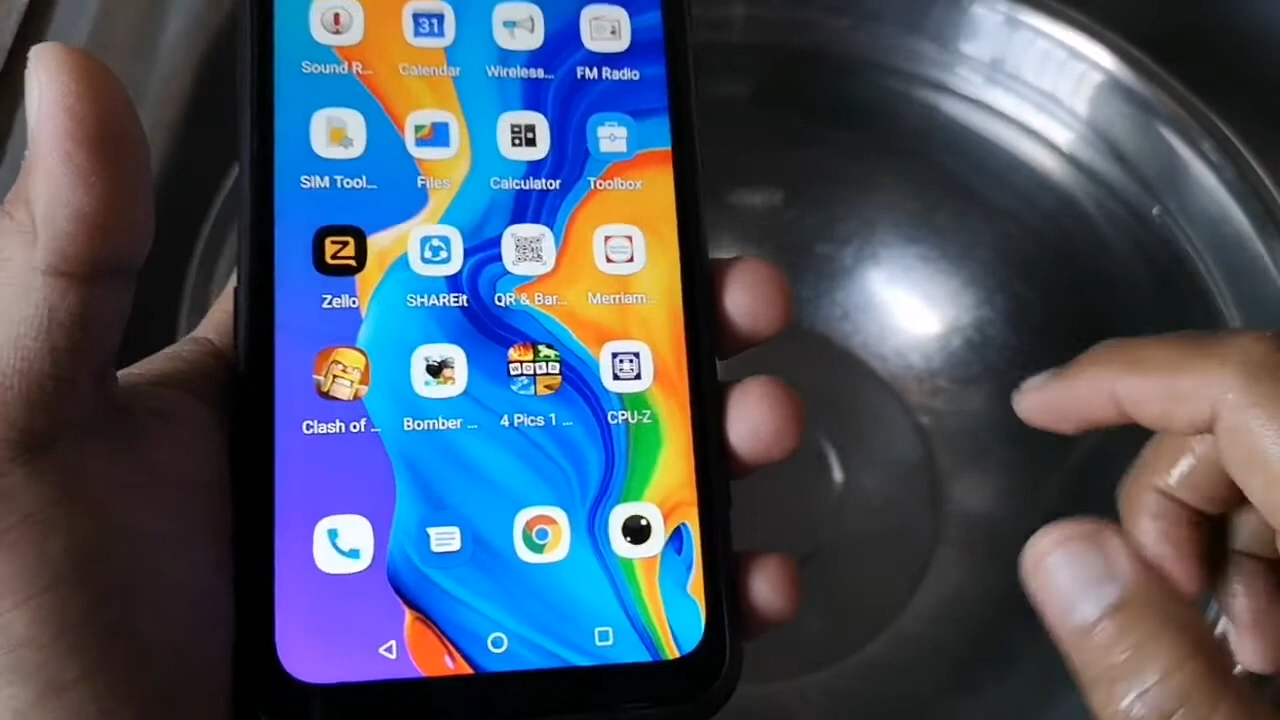 Sound R...
Calendar
Wireless...
FM Radio
31
SIM Tool...
Files
Calculator
Toolbox
Zello
SHAREit
QR & Bar...
Merriam...
WORD
Clash of ...
Bomber ...
4 Pics 1 ...
CPU-Z